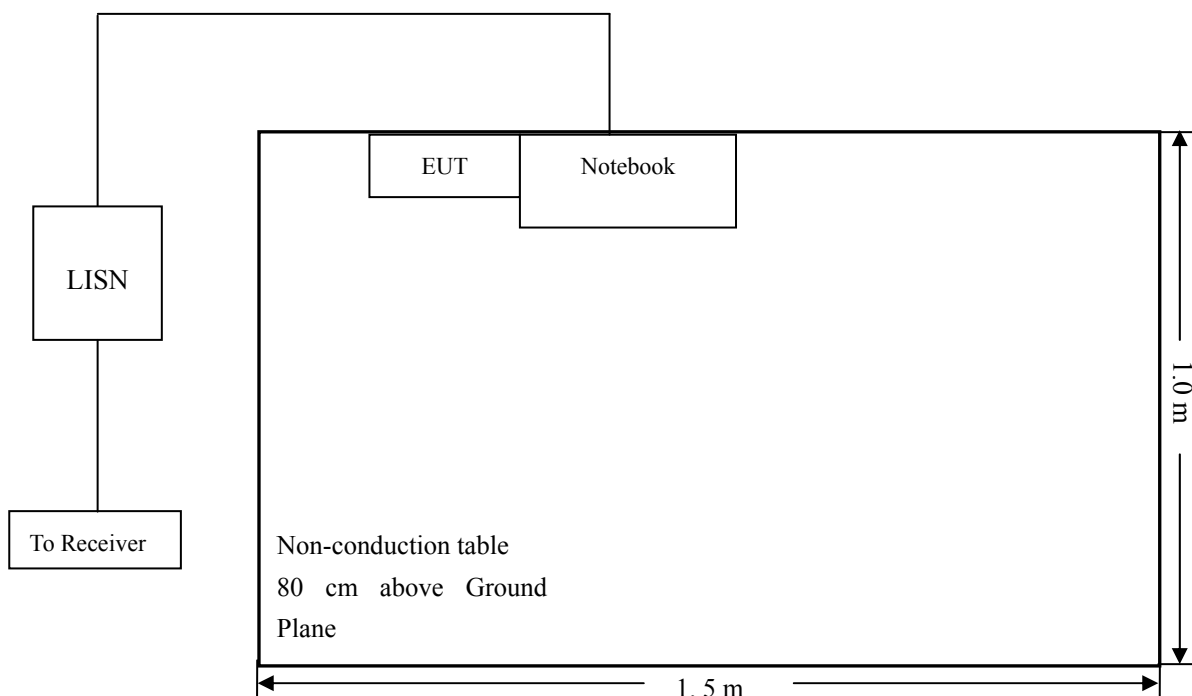 EUT
Notebook
LISN
To Receiver
Non-conduction table
80 cm above Ground
Plane
1.0 m
1. 5 m